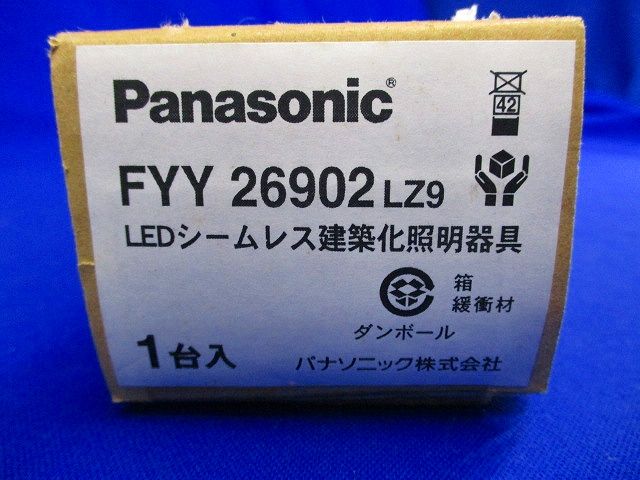 Panasonic®
42
FYY 26902 LZ9
LEDシームレス建築化照明器具
箱
緩衝材
ダンボール
1台入
パナソニック株式会社